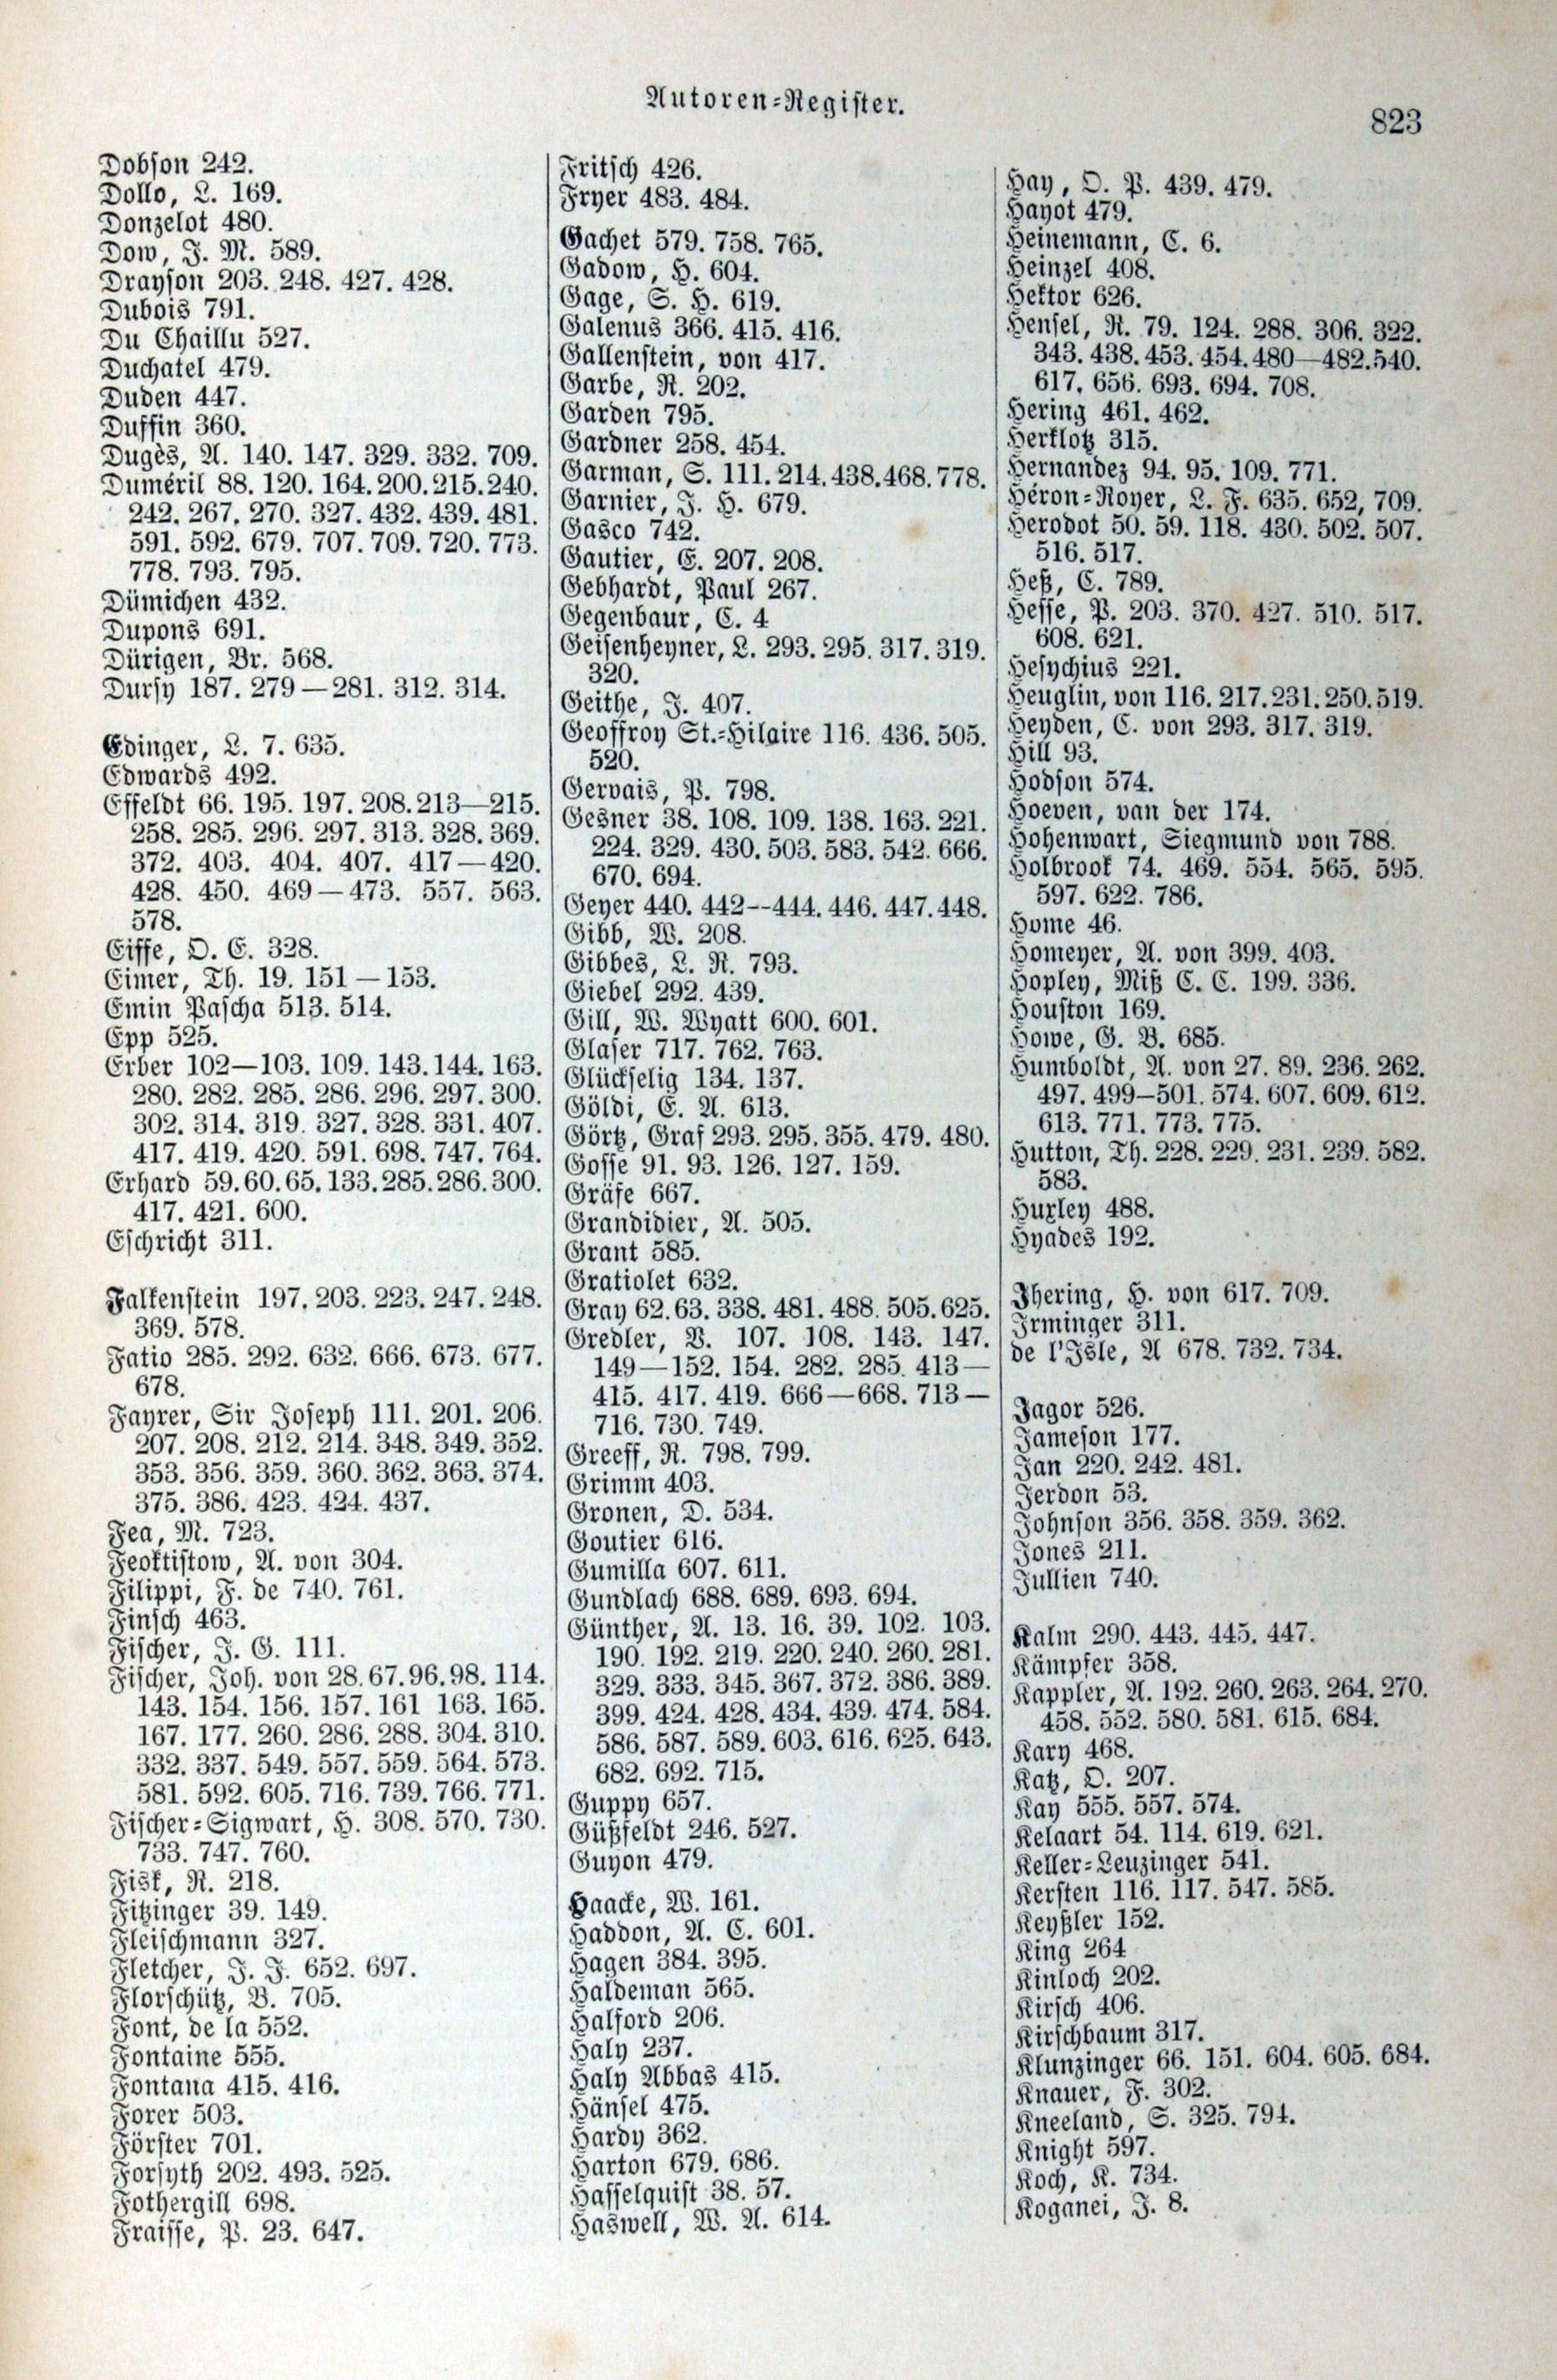 Autoren=Register.
823
Dobson 242.
Dollo, L. 169.
Donzelot 480.
Dow, J. M. 589.
Drayson 203. 248. 427. 428.
Dubois 791.
Du Chaillu 527.
Duchatel 479.
Duden 447.
Duffin 360.
Dugès, A. 140. 147. 329. 332. 709.
Duméril 88. 120. 164. 200. 215. 240.
242. 267. 270. 327. 432. 439. 481.
591. 592. 679. 707. 709. 720. 773.
778. 793. 795.
Dümichen 432.
Dupons 691.
Dürigen, Br. 568.
Dursy 187. 279—281. 312. 314.
Edinger, L. 7. 635.
Edwards 492.
Effeldt 66. 195. 197. 208. 213—215.
258. 285. 296. 297. 313. 328. 369.
372. 403. 404. 407. 417—420.
428. 450. 469—473. 557. 563.
578.
Eiffe, O. E. 328.
Eimer, Th. 19. 151—153.
Emin Pascha 513. 514.
Epp 525.
Erber 102—103. 109. 143. 144. 163.
280. 282. 285. 286. 296. 297. 300.
302. 314. 319. 327. 328. 331. 407.
417. 419. 420. 591. 698. 747. 764.
Erhard 59. 60. 65. 133. 285. 286. 300.
417. 421. 600.
Eschricht 311.
Falkenstein 197. 203. 223. 247. 248.
369. 578.
Fatio 285. 292. 632. 666. 673. 677.
678.
Fayrer, Sir Joseph 111. 201. 206.
207. 208. 212. 214. 348. 349. 352.
353. 356. 359. 360. 362. 363. 374.
375. 386. 423. 424. 437.
Fea, M. 723.
Feoktistow, A. von 304.
Filippi, F. de 740. 761.
Finsch 463.
Fischer, J. G. 111.
Fischer, Joh. von 28. 67. 96. 98. 114.
143. 154. 156. 157. 161 163. 165.
167. 177. 260. 286. 288. 304. 310.
332. 337. 549. 557. 559. 564. 573.
581. 592. 605. 716. 739. 766. 771.
Fischer=Sigwart, H. 308. 570. 730.
733. 747. 760.
Fisk, R. 218.
Fitzinger 39. 149.
Fleischmann 327.
Fletcher, J. J. 652. 697.
Florschütz, B. 705.
Font, de la 552.
Fontaine 555.
Fontana 415. 416.
Forer 503.
Förster 701.
Forsyth 202. 493. 525.
Fothergill 698.
Fraisse, P. 23. 647.
Fritsch 426.
Fryer 483. 484.
Gachet 579. 758. 765.
Gadow, H. 604.
Gage, S. H. 619.
Galenus 366. 415. 416.
Gallenstein, von 417.
Garbe, R. 202.
Garden 795.
Gardner 258. 454.
Garman, S. 111. 214. 438. 468. 778.
Garnier, J. H. 679.
Gasco 742.
Gautier, E. 207. 208.
Gebhardt, Paul 267.
Gegenbaur, C. 4
Geisenheyner, L. 293. 295. 317. 319.
320.
Geithe, J. 407.
Geoffroy St.=Hilaire 116. 436. 505.
520.
Gervais, P. 798.
Gesner 38. 108. 109. 138. 163. 221.
224. 329. 430. 503. 583. 542. 666.
670. 694.
Geyer 440. 442--444. 446. 447. 448.
Gibb, W. 208.
Gibbes, L. R. 793.
Giebel 292. 439.
Gill, W. Wyatt 600. 601.
Glaser 717. 762. 763.
Glückselig 134. 137.
Göldi, E. A. 613.
Görtz, Graf 293. 295. 355. 479. 480.
Gosse 91. 93. 126. 127. 159.
Gräfe 667.
Grandidier, A. 505.
Grant 585.
Gratiolet 632.
Gray 62. 63. 338. 481. 488. 505. 625.
Gredler, V. 107. 108. 143. 147.
149—152. 154. 282. 285. 413—
415. 417. 419. 666—668. 713—
716. 730. 749.
Greeff, R. 798. 799.
Grimm 403.
Gronen, D. 534.
Goutier 616.
Gumilla 607. 611.
Gundlach 688. 689. 693. 694.
Günther, A. 13. 16. 39. 102. 103.
190. 192. 219. 220. 240. 260. 281.
329. 333. 345. 367. 372. 386. 389.
399. 424. 428. 434. 439. 474. 584.
586. 587. 589. 603. 616. 625. 643.
682. 692. 715.
Guppy 657.
Güßfeldt 246. 527.
Guyon 479.
Haacke, W. 161.
Haddon, A. C. 601.
Hagen 384. 395.
Haldeman 565.
Halford 206.
Haly 237.
Haly Abbas 415.
Hänsel 475.
Hardy 362.
Harton 679. 686.
Hasselquist 38. 57.
Haswell, W. A. 614.
Hay, O. P. 439. 479.
Hayot 479.
Heinemann, C. 6.
Heinzel 408.
Hektor 626.
Hensel, R. 79. 124. 288. 306. 322.
343. 438. 453. 454. 480—482. 540.
617. 656. 693. 694. 708.
Hering 461. 462.
Herklotz 315.
Hernandez 94. 95. 109. 771.
Héron=Royer, L. F. 635. 652, 709.
Herodot 50. 59. 118. 430. 502. 507.
516. 517.
Heß, C. 789.
Hesse, P. 203. 370. 427. 510. 517.
608. 621.
Hesychius 221.
Heuglin, von 116. 217. 231. 250. 519.
Heyden, C. von 293. 317. 319.
Hill 93.
Hodson 574.
Hoeven, van der 174.
Hohenwart, Siegmund von 788.
Holbrook 74. 469. 554. 565. 595.
597. 622. 786.
Home 46.
Homeyer, A. von 399. 403.
Hopley, Miß C. C. 199. 336.
Houston 169.
Howe, G. B. 685.
Humboldt, A. von 27. 89. 236. 262.
497. 499—501. 574. 607. 609. 612.
613. 771. 773. 775.
Hutton, Th. 228. 229. 231. 239. 582.
583.
Huxley 488.
Hyades 192.
Ihering, H. von 617. 709.
Irminger 311.
de l'Isle, A 678. 732. 734.
Jagor 526.
Jameson 177.
Jan 220. 242. 481.
Jerdon 53.
Johnson 356. 358. 359. 362.
Jones 211.
Jullien 740.
Kalm 290. 443. 445. 447.
Kämpfer 358.
Kappler, A. 192. 260. 263. 264. 270.
458. 552. 580. 581. 615. 684.
Kary 468.
Katz, O. 207.
Kay 555. 557. 574.
Kelaart 54. 114. 619. 621.
Keller=Leuzinger 541.
Kersten 116. 117. 547. 585.
Keyßler 152.
King 264
Kinloch 202.
Kirsch 406.
Kirschbaum 317.
Klunzinger 66. 151. 604. 605. 684.
Knauer, F. 302.
Kneeland, S. 325. 794.
Knight 597.
Koch, K. 734.
Koganei, J. 8.